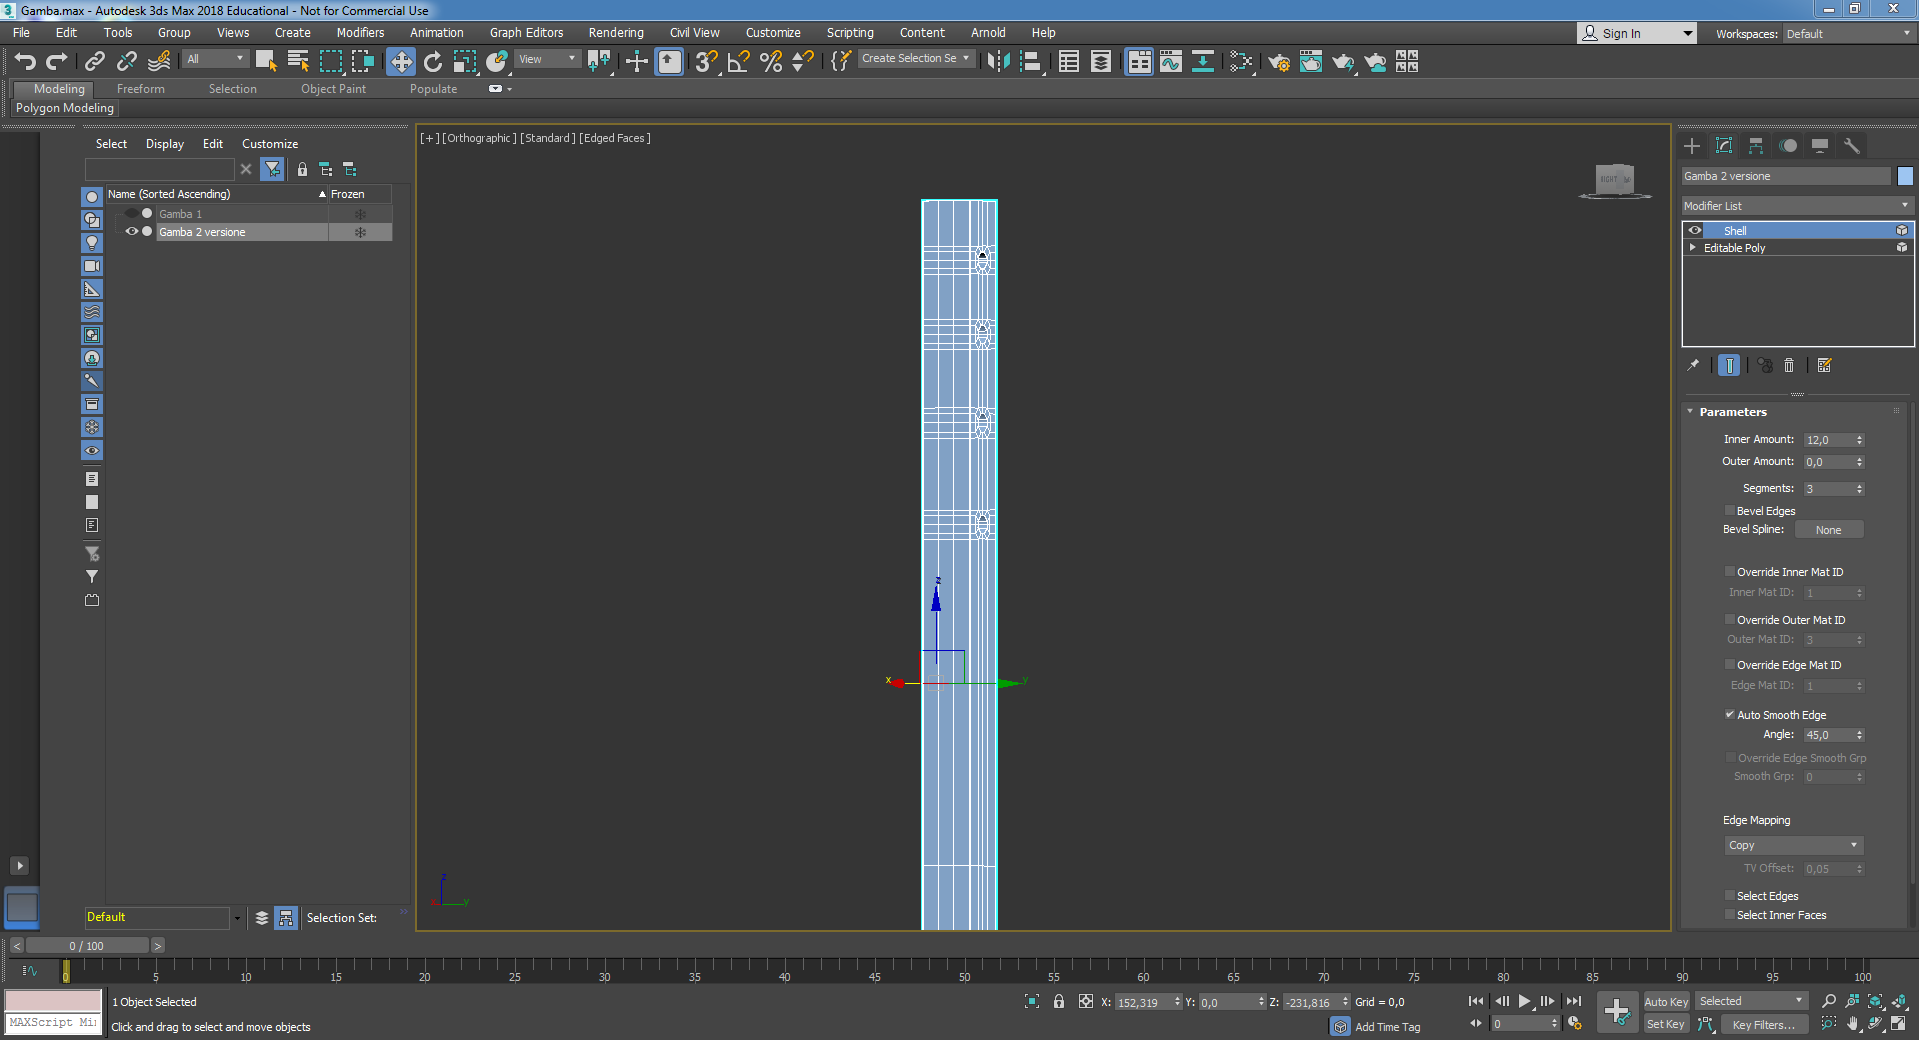 Gamba.max - Autodesk 3ds Max 2018 Educational - Not for Commercial Use
File Edit Tools Group Views Create Modifiers Animation Graph Editors Rendering Civil View Customize Scripting Content Arnold Help
Sign In
Workspaces: Default
All
View
Create Selection Se
Modeling Freeform Selection Object Paint Populate
Polygon Modeling
Select Display Edit Customize
Name (Sorted Ascending) Frozen
Gamba 1
Gamba 2 versione
[+] [Orthographic] [Standard] [Edged Faces]
RIGHT
z
x
y
z
y
Gamba 2 versione
Modifier List
Shell
Editable Poly
Parameters
Inner Amount: 12,0
Outer Amount: 0,0
Segments: 3
Bevel Edges
Bevel Spline: None
Override Inner Mat ID
Inner Mat ID: 1
Override Outer Mat ID
Outer Mat ID: 3
Override Edge Mat ID
Edge Mat ID: 1
Auto Smooth Edge
Angle: 45,0
Override Edge Smooth Grp
Smooth Grp: 0
Edge Mapping
Copy
TV Offset: 0,05
Select Edges
Select Inner Faces
Default
Selection Set:
< 0 / 100 >
0 5 10 15 20 25 30 35 40 45 50 55 60 65 70 75 80 85 90 95 100
1 Object Selected
X: 152,319 Y: 0,0 Z: -231,816 Grid = 0,0
Auto Key Selected
MAXScript Mi
Click and drag to select and move objects
Add Time Tag
0
Set Key Key Filters...